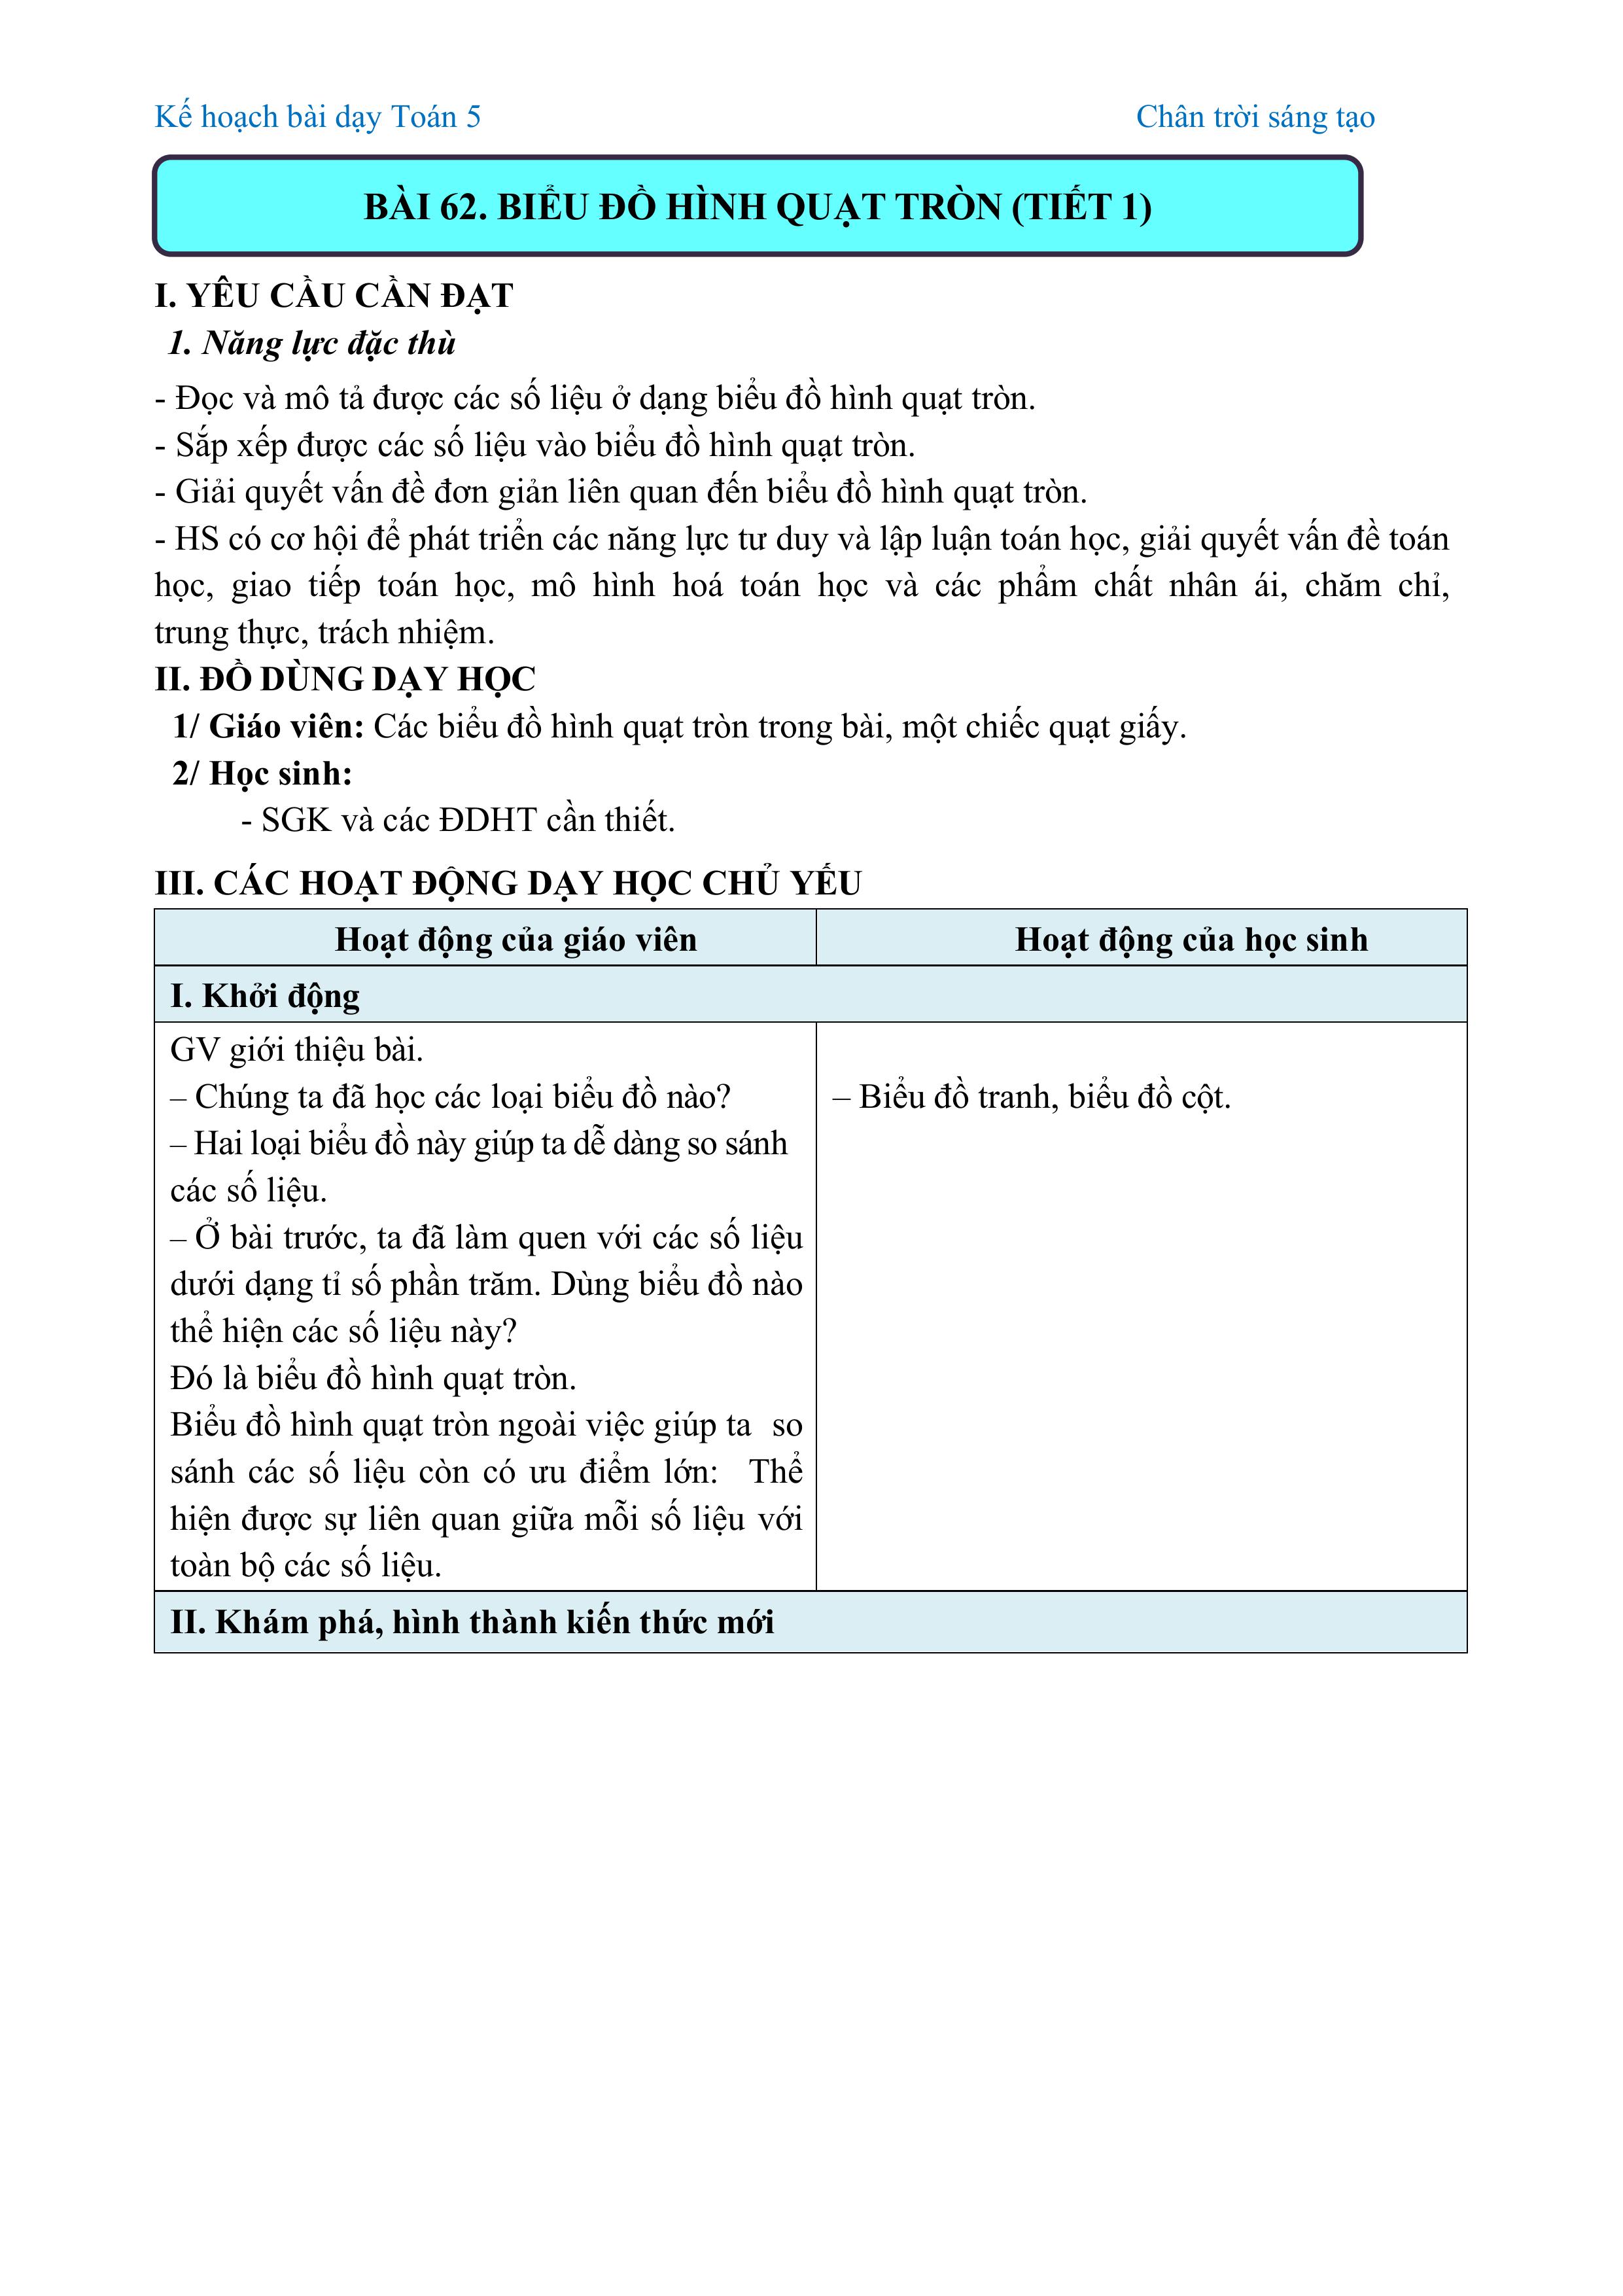 Kế hoạch bài dạy Toán 5 Chân trời sáng tạo
BÀI 62. BIỂU ĐỒ HÌNH QUẠT TRÒN (TIẾT 1)
I. YÊU CẦU CẦN ĐẠT
1. Năng lực đặc thù
- Đọc và mô tả được các số liệu ở dạng biểu đồ hình quạt tròn.
- Sắp xếp được các số liệu vào biểu đồ hình quạt tròn.
- Giải quyết vấn đề đơn giản liên quan đến biểu đồ hình quạt tròn.
- HS có cơ hội để phát triển các năng lực tư duy và lập luận toán học, giải quyết vấn đề toán
học, giao tiếp toán học, mô hình hoá toán học và các phẩm chất nhân ái, chăm chỉ,
trung thực, trách nhiệm.
II. ĐỒ DÙNG DẠY HỌC
1/ Giáo viên: Các biểu đồ hình quạt tròn trong bài, một chiếc quạt giấy.
2/ Học sinh:
- SGK và các ĐDHT cần thiết.
III. CÁC HOẠT ĐỘNG DẠY HỌC CHỦ YẾU
Hoạt động của giáo viên Hoạt động của học sinh
I. Khởi động
GV giới thiệu bài.
– Chúng ta đã học các loại biểu đồ nào? – Biểu đồ tranh, biểu đồ cột.
– Hai loại biểu đồ này giúp ta dễ dàng so sánh
các số liệu.
– Ở bài trước, ta đã làm quen với các số liệu
dưới dạng tỉ số phần trăm. Dùng biểu đồ nào
thể hiện các số liệu này?
Đó là biểu đồ hình quạt tròn.
Biểu đồ hình quạt tròn ngoài việc giúp ta so
sánh các số liệu còn có ưu điểm lớn: Thể
hiện được sự liên quan giữa mỗi số liệu với
toàn bộ các số liệu.
II. Khám phá, hình thành kiến thức mới